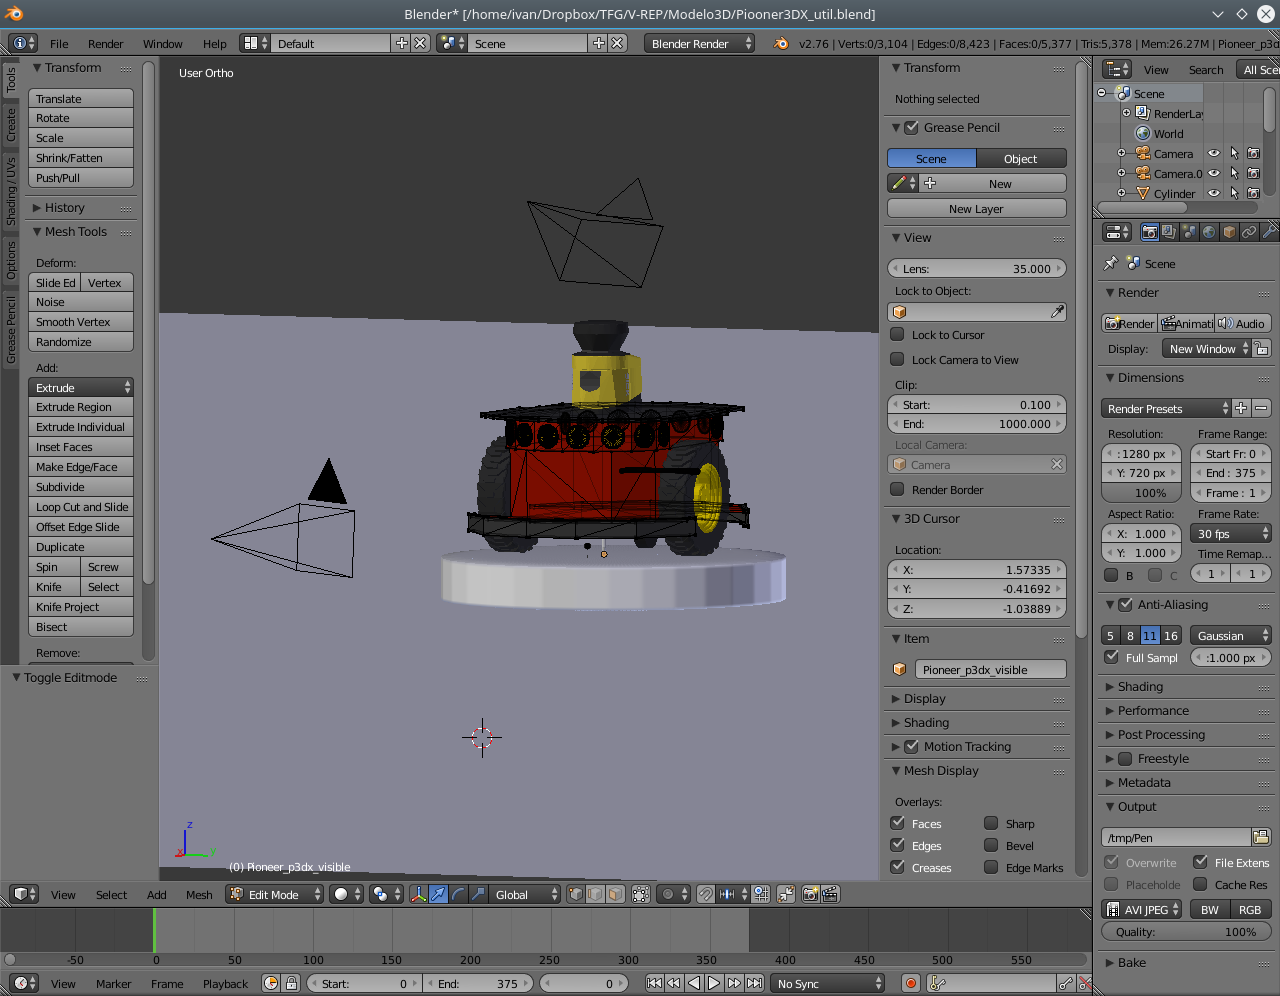 Blender* [/home/ivan/Dropbox/TFG/V-REP/Modelo3D/Piooner3DX_util.blend]
File Render Window Help Default Scene Blender Render v2.76 | Verts:0/3,104 | Edges:0/8,423 | Faces:0/5,377 | Tris:5,378 | Mem:26.27M | Pioneer_p3d
Tools
Create
Shading / UVs
Options
Grease Pencil
Transform
Translate
Rotate
Scale
Shrink/Fatten
Push/Pull
History
Mesh Tools
Deform:
Slide Ed Vertex
Noise
Smooth Vertex
Randomize
Add:
Extrude
Extrude Region
Extrude Individual
Inset Faces
Make Edge/Face
Subdivide
Loop Cut and Slide
Offset Edge Slide
Duplicate
Spin Screw
Knife Select
Knife Project
Bisect
Remove:
Toggle Editmode
User Ortho
z
x
(0) Pioneer_p3dx_visible
Transform
Nothing selected
Grease Pencil
Scene Object
New
New Layer
View
Lens: 35.000
Lock to Object:
Lock to Cursor
Lock Camera to View
Clip:
Start: 0.100
End: 1000.000
Local Camera:
Camera
Render Border
3D Cursor
Location:
X: 1.57335
Y: -0.41692
Z: -1.03889
Item
Pioneer_p3dx_visible
Display
Shading
Motion Tracking
Mesh Display
Overlays:
Faces Sharp
Edges Bevel
Creases Edge Marks
View Search All Sce
Scene
RenderLay
World
Camera
Camera.0
Cylinder
Scene
Render
Render Animati Audio
Display: New Window
Dimensions
Render Presets
Resolution: Frame Range:
:1280 px Start Fr: 0
Y: 720 px End : 375
100% Frame : 1
Aspect Ratio: Frame Rate:
X: 1.000 30 fps
Y: 1.000 Time Remap...
B C 1 1
Anti-Aliasing
5 8 11 16 Gaussian
Full Sampl :1.000 px
Shading
Performance
Post Processing
Freestyle
Metadata
Output
/tmp/Pen
Overwrite File Extens
Placeholde Cache Res
AVI JPEG BW RGB
Quality: 100%
Bake
View Select Add Mesh Edit Mode Global
-50 0 50 100 150 200 250 300 350 400 450 500 550
View Marker Frame Playback Start: 0 End: 375 0 No Sync